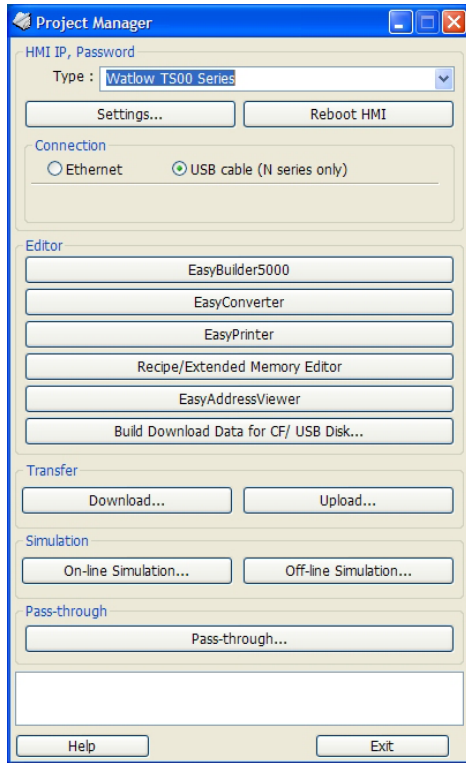 Project Manager
HMI IP, Password
Type : Watlow TS00 Series
Settings... Reboot HMI
Connection
Ethernet USB cable (N series only)
Editor
EasyBuilder5000
EasyConverter
EasyPrinter
Recipe/Extended Memory Editor
EasyAddressViewer
Build Download Data for CF/ USB Disk...
Transfer
Download... Upload...
Simulation
On-line Simulation... Off-line Simulation...
Pass-through
Pass-through...
Help Exit